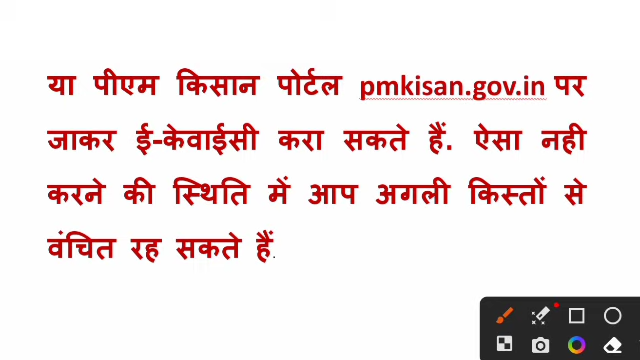 या पीएम किसान पोर्टल pmkisan.gov.in पर
जाकर ई-केवाईसी करा सकते हैं. ऐसा नही
करने की स्थिति में आप अगली किस्तों से
वंचित रह सकते हैं.